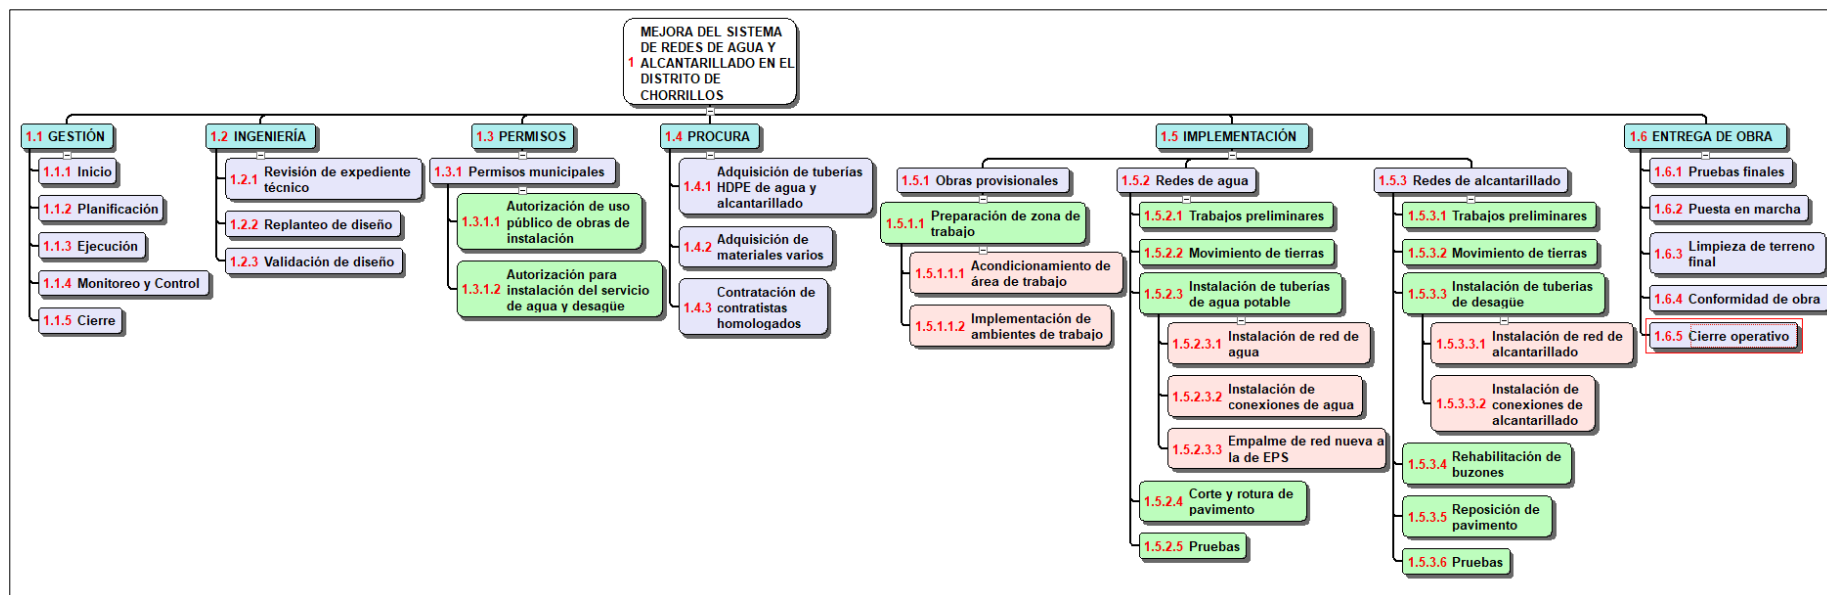 MEJORA DEL SISTEMA
DE REDES DE AGUA Y
1 ALCANTARILLADO EN EL
DISTRITO DE
CHORRILLOS
1.1 GESTIÓN
1.1.1 Inicio
1.1.2 Planificación
1.1.3 Ejecución
1.1.4 Monitoreo y Control
1.1.5 Cierre
1.2 INGENIERÍA
1.2.1 Revisión de expediente
técnico
1.2.2 Replanteo de diseño
1.2.3 Validación de diseño
1.3 PERMISOS
1.3.1 Permisos municipales
1.3.1.1 Autorización de uso
público de obras de
instalación
1.3.1.2 Autorización para
instalación del servicio
de agua y desagüe
1.4 PROCURA
1.4.1 Adquisición de tuberías
HDPE de agua y
alcantarillado
1.4.2 Adquisición de
materiales varios
1.4.3 Contratación de
contratistas
homologados
1.5 IMPLEMENTACIÓN
1.5.1 Obras provisionales
1.5.1.1 Preparación de zona de
trabajo
1.5.1.1.1 Acondicionamiento de
área de trabajo
1.5.1.1.2 Implementación de
ambientes de trabajo
1.5.2 Redes de agua
1.5.2.1 Trabajos preliminares
1.5.2.2 Movimiento de tierras
1.5.2.3 Instalación de tuberías
de agua potable
1.5.2.3.1 Instalación de red de
agua
1.5.2.3.2 Instalación de
conexiones de agua
1.5.2.3.3 Empalme de red nueva a
la de EPS
1.5.2.4 Corte y rotura de
pavimento
1.5.2.5 Pruebas
1.5.3 Redes de alcantarillado
1.5.3.1 Trabajos preliminares
1.5.3.2 Movimiento de tierras
1.5.3.3 Instalación de tuberías
de desagüe
1.5.3.3.1 Instalación de red de
alcantarillado
1.5.3.3.2 Instalación de
conexiones de
alcantarillado
1.5.3.4 Rehabilitación de
buzones
1.5.3.5 Reposición de
pavimento
1.5.3.6 Pruebas
1.6 ENTREGA DE OBRA
1.6.1 Pruebas finales
1.6.2 Puesta en marcha
1.6.3 Limpieza de terreno
final
1.6.4 Conformidad de obra
1.6.5 Cierre operativo